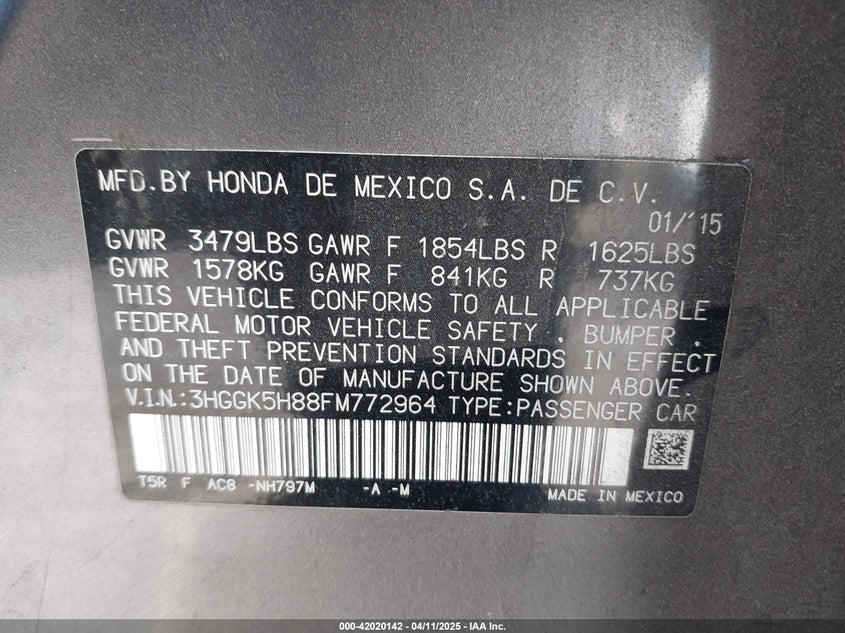 MFD.BY HONDA DE MEXICO S.A. DE C.V.
01/'15
GVWR 3479LBS GAWR F 1854LBS R 1625LBS
GVWR 1578KG GAWR F 841KG R 737KG
THIS VEHICLE CONFORMS TO ALL APPLICABLE
FEDERAL MOTOR VEHICLE SAFETY , BUMPER ,
AND THEFT PREVENTION STANDARDS IN EFFECT
ON THE DATE OF MANUFACTURE SHOWN ABOVE.
V.I.N.:3HGGK5H88FM772964 TYPE:PASSENGER CAR
T5R F AC8 -NH797M -A -M
MADE IN MEXICO
000-42020142 - 04/11/2025 - IAA Inc.